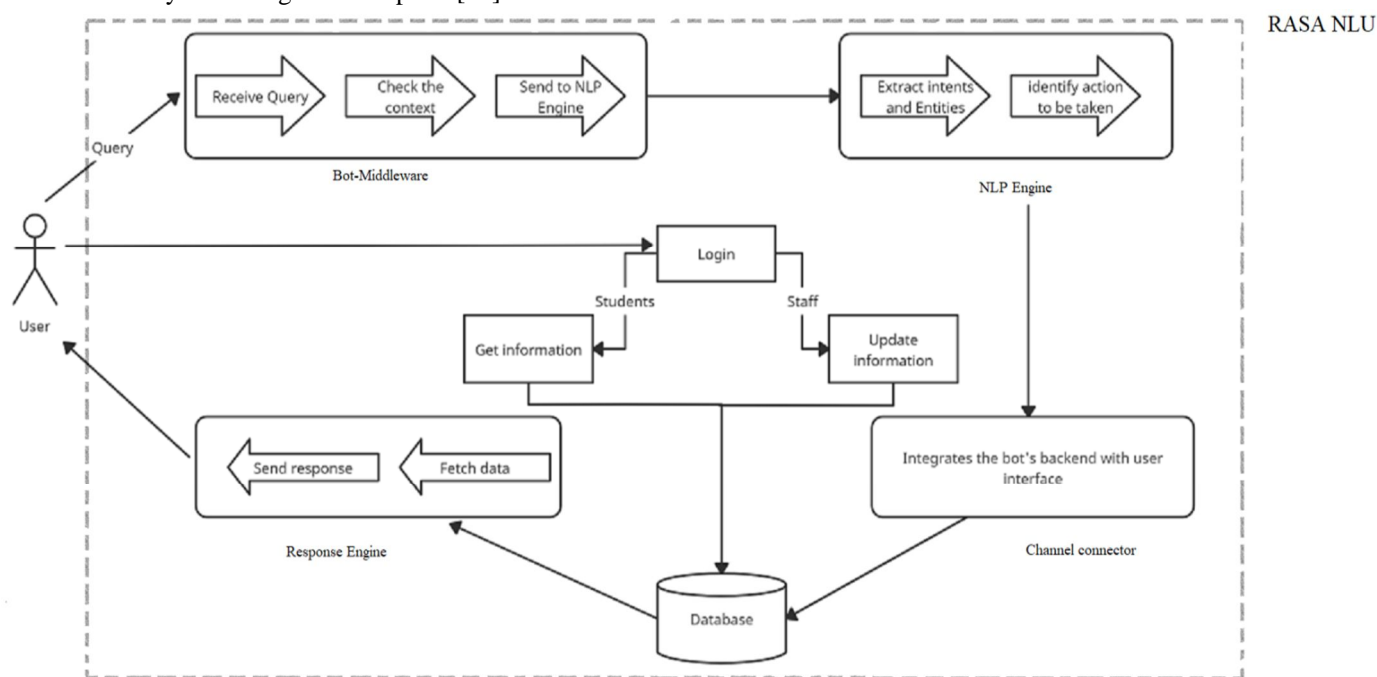 RASA NLU
Receive Query
Check the
context
Send to NLP
Engine
Extract intents
and Entities
identify action
to be taken
Query
Bot-Middleware
NLP Engine
Login
Students
Staff
User
Get information
Update
information
Send response
Fetch data
Integrates the bot's backend with user
interface
Response Engine
Channel connector
Database